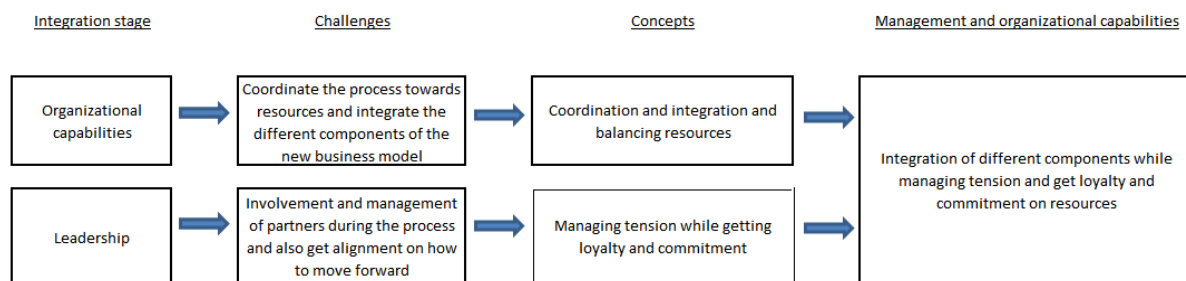 Integration stage
Challenges
Concepts
Management and organizational capabilities
Organizational
capabilities
Coordinate the process towards
resources and integrate the
different components of the
new business model
Coordination and integration and
balancing resources
Integration of different components while
managing tension and get loyalty and
commitment on resources
Leadership
Involvement and management
of partners during the process
and also get alignment on how
to move forward
Managing tension while getting
loyalty and commitment